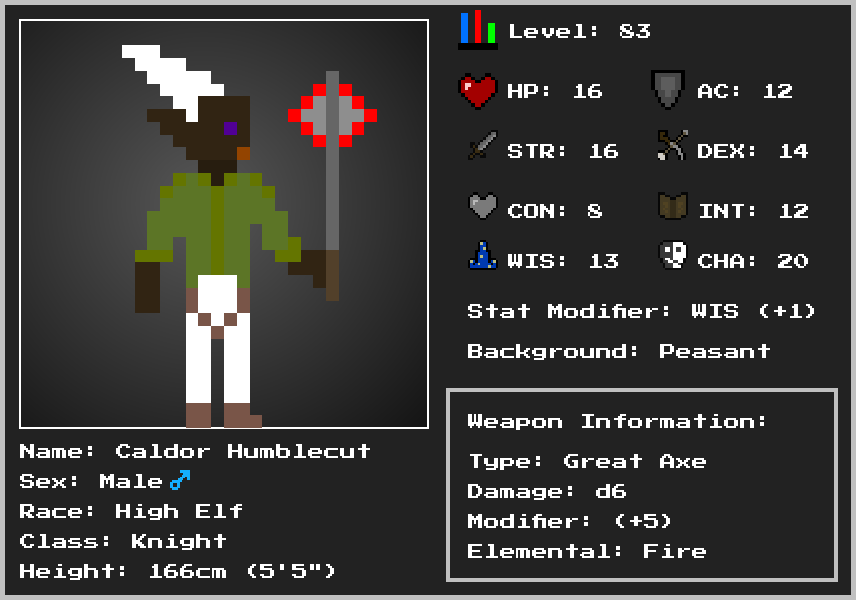 Level: 83
HP: 16
AC: 12
STR: 16
DEX: 14
CON: 8
INT: 12
WIS: 13
CHA: 20
Stat Modifier: WIS (+1)
Background: Peasant
Weapon Information:
Type: Great Axe
Damage: d6
Modifier: (+5)
Elemental: Fire
Name: Caldor Humblecut
Sex: Male ♂
Race: High Elf
Class: Knight
Height: 166cm (5'5")